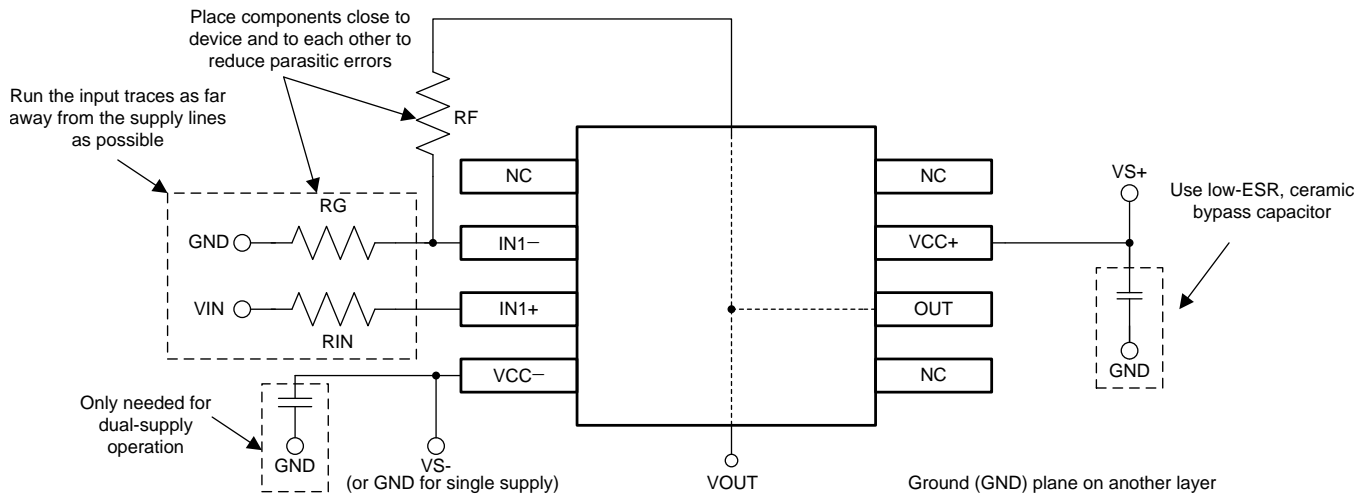 Place components close to
device and to each other to
reduce parasitic errors
Run the input traces as far
away from the supply lines
as possible
RF
NC
NC
VS+
Use low-ESR, ceramic
bypass capacitor
RG
GND
IN1−
VCC+
VIN
IN1+
OUT
RIN
GND
VCC−
NC
Only needed for
dual-supply
operation
GND
VS-
(or GND for single supply)
VOUT
Ground (GND) plane on another layer